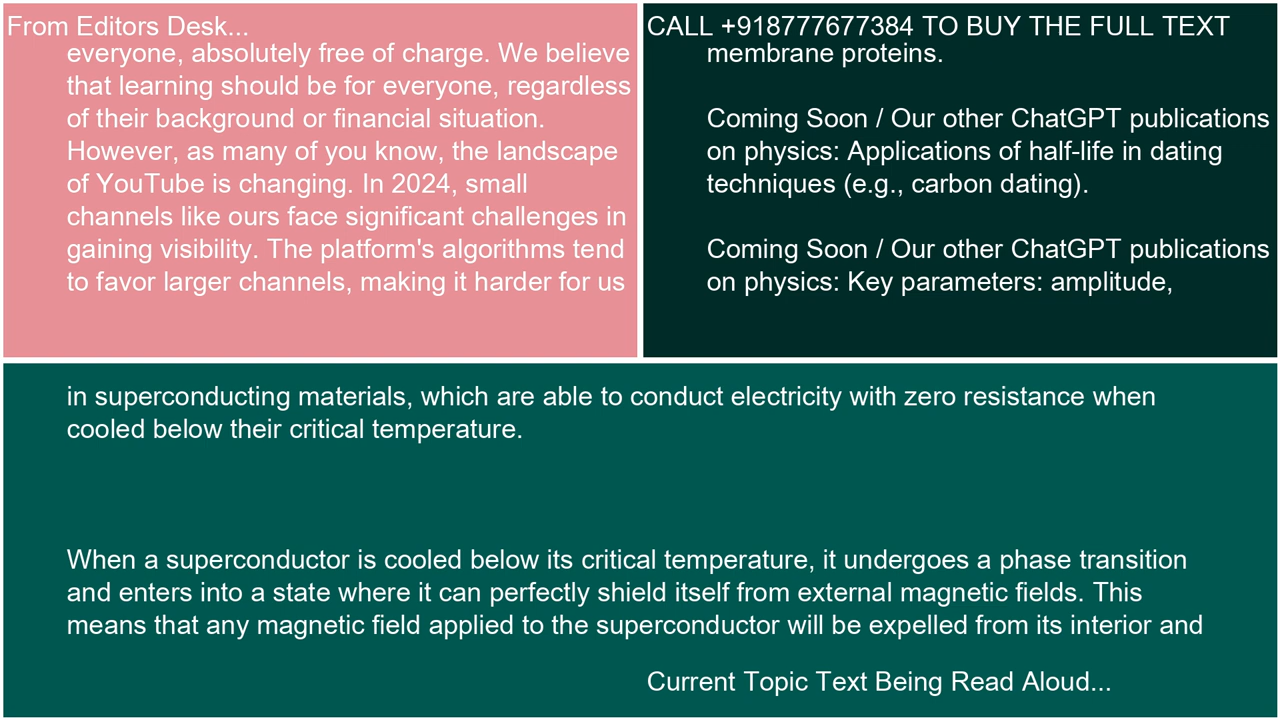 From Editors Desk...
everyone, absolutely free of charge. We believe
that learning should be for everyone, regardless
of their background or financial situation.
However, as many of you know, the landscape
of YouTube is changing. In 2024, small
channels like ours face significant challenges in
gaining visibility. The platform's algorithms tend
to favor larger channels, making it harder for us
CALL +918777677384 TO BUY THE FULL TEXT
membrane proteins.
Coming Soon / Our other ChatGPT publications
on physics: Applications of half-life in dating
techniques (e.g., carbon dating).
Coming Soon / Our other ChatGPT publications
on physics: Key parameters: amplitude,
in superconducting materials, which are able to conduct electricity with zero resistance when
cooled below their critical temperature.
When a superconductor is cooled below its critical temperature, it undergoes a phase transition
and enters into a state where it can perfectly shield itself from external magnetic fields. This
means that any magnetic field applied to the superconductor will be expelled from its interior and
Current Topic Text Being Read Aloud...